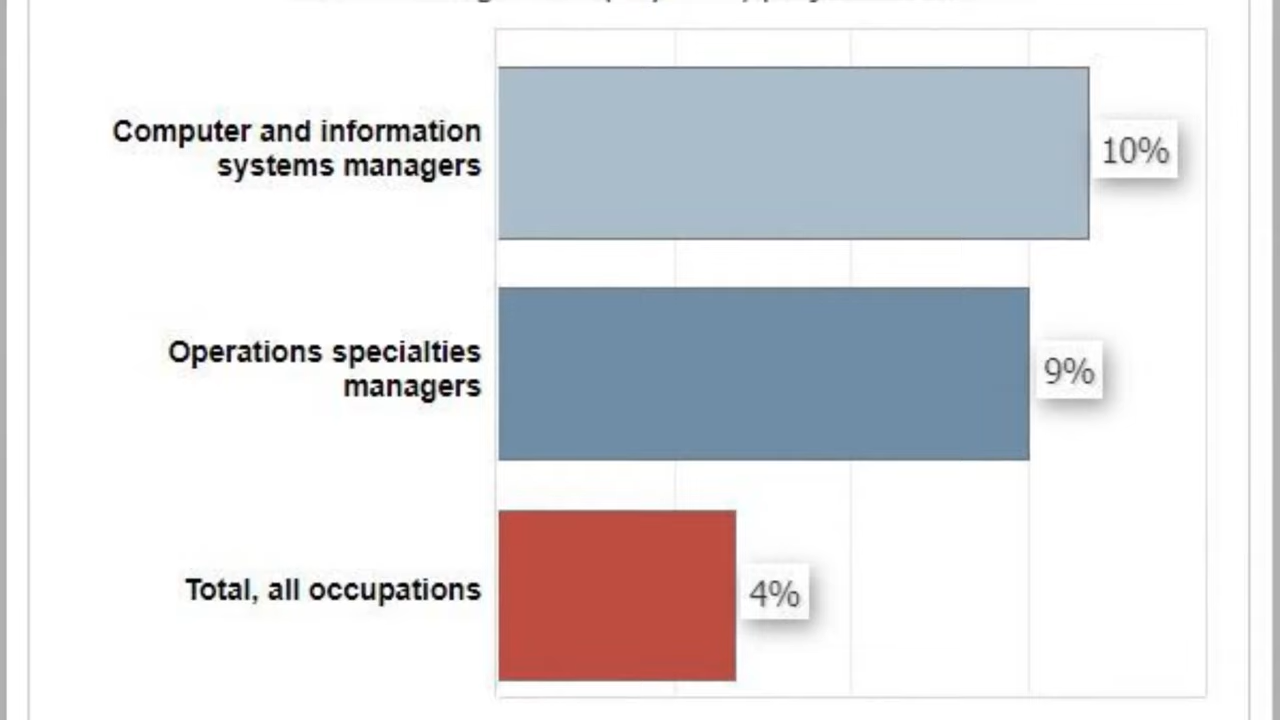 Computer and information
systems managers
10%
Operations specialties
managers
9%
Total, all occupations
4%